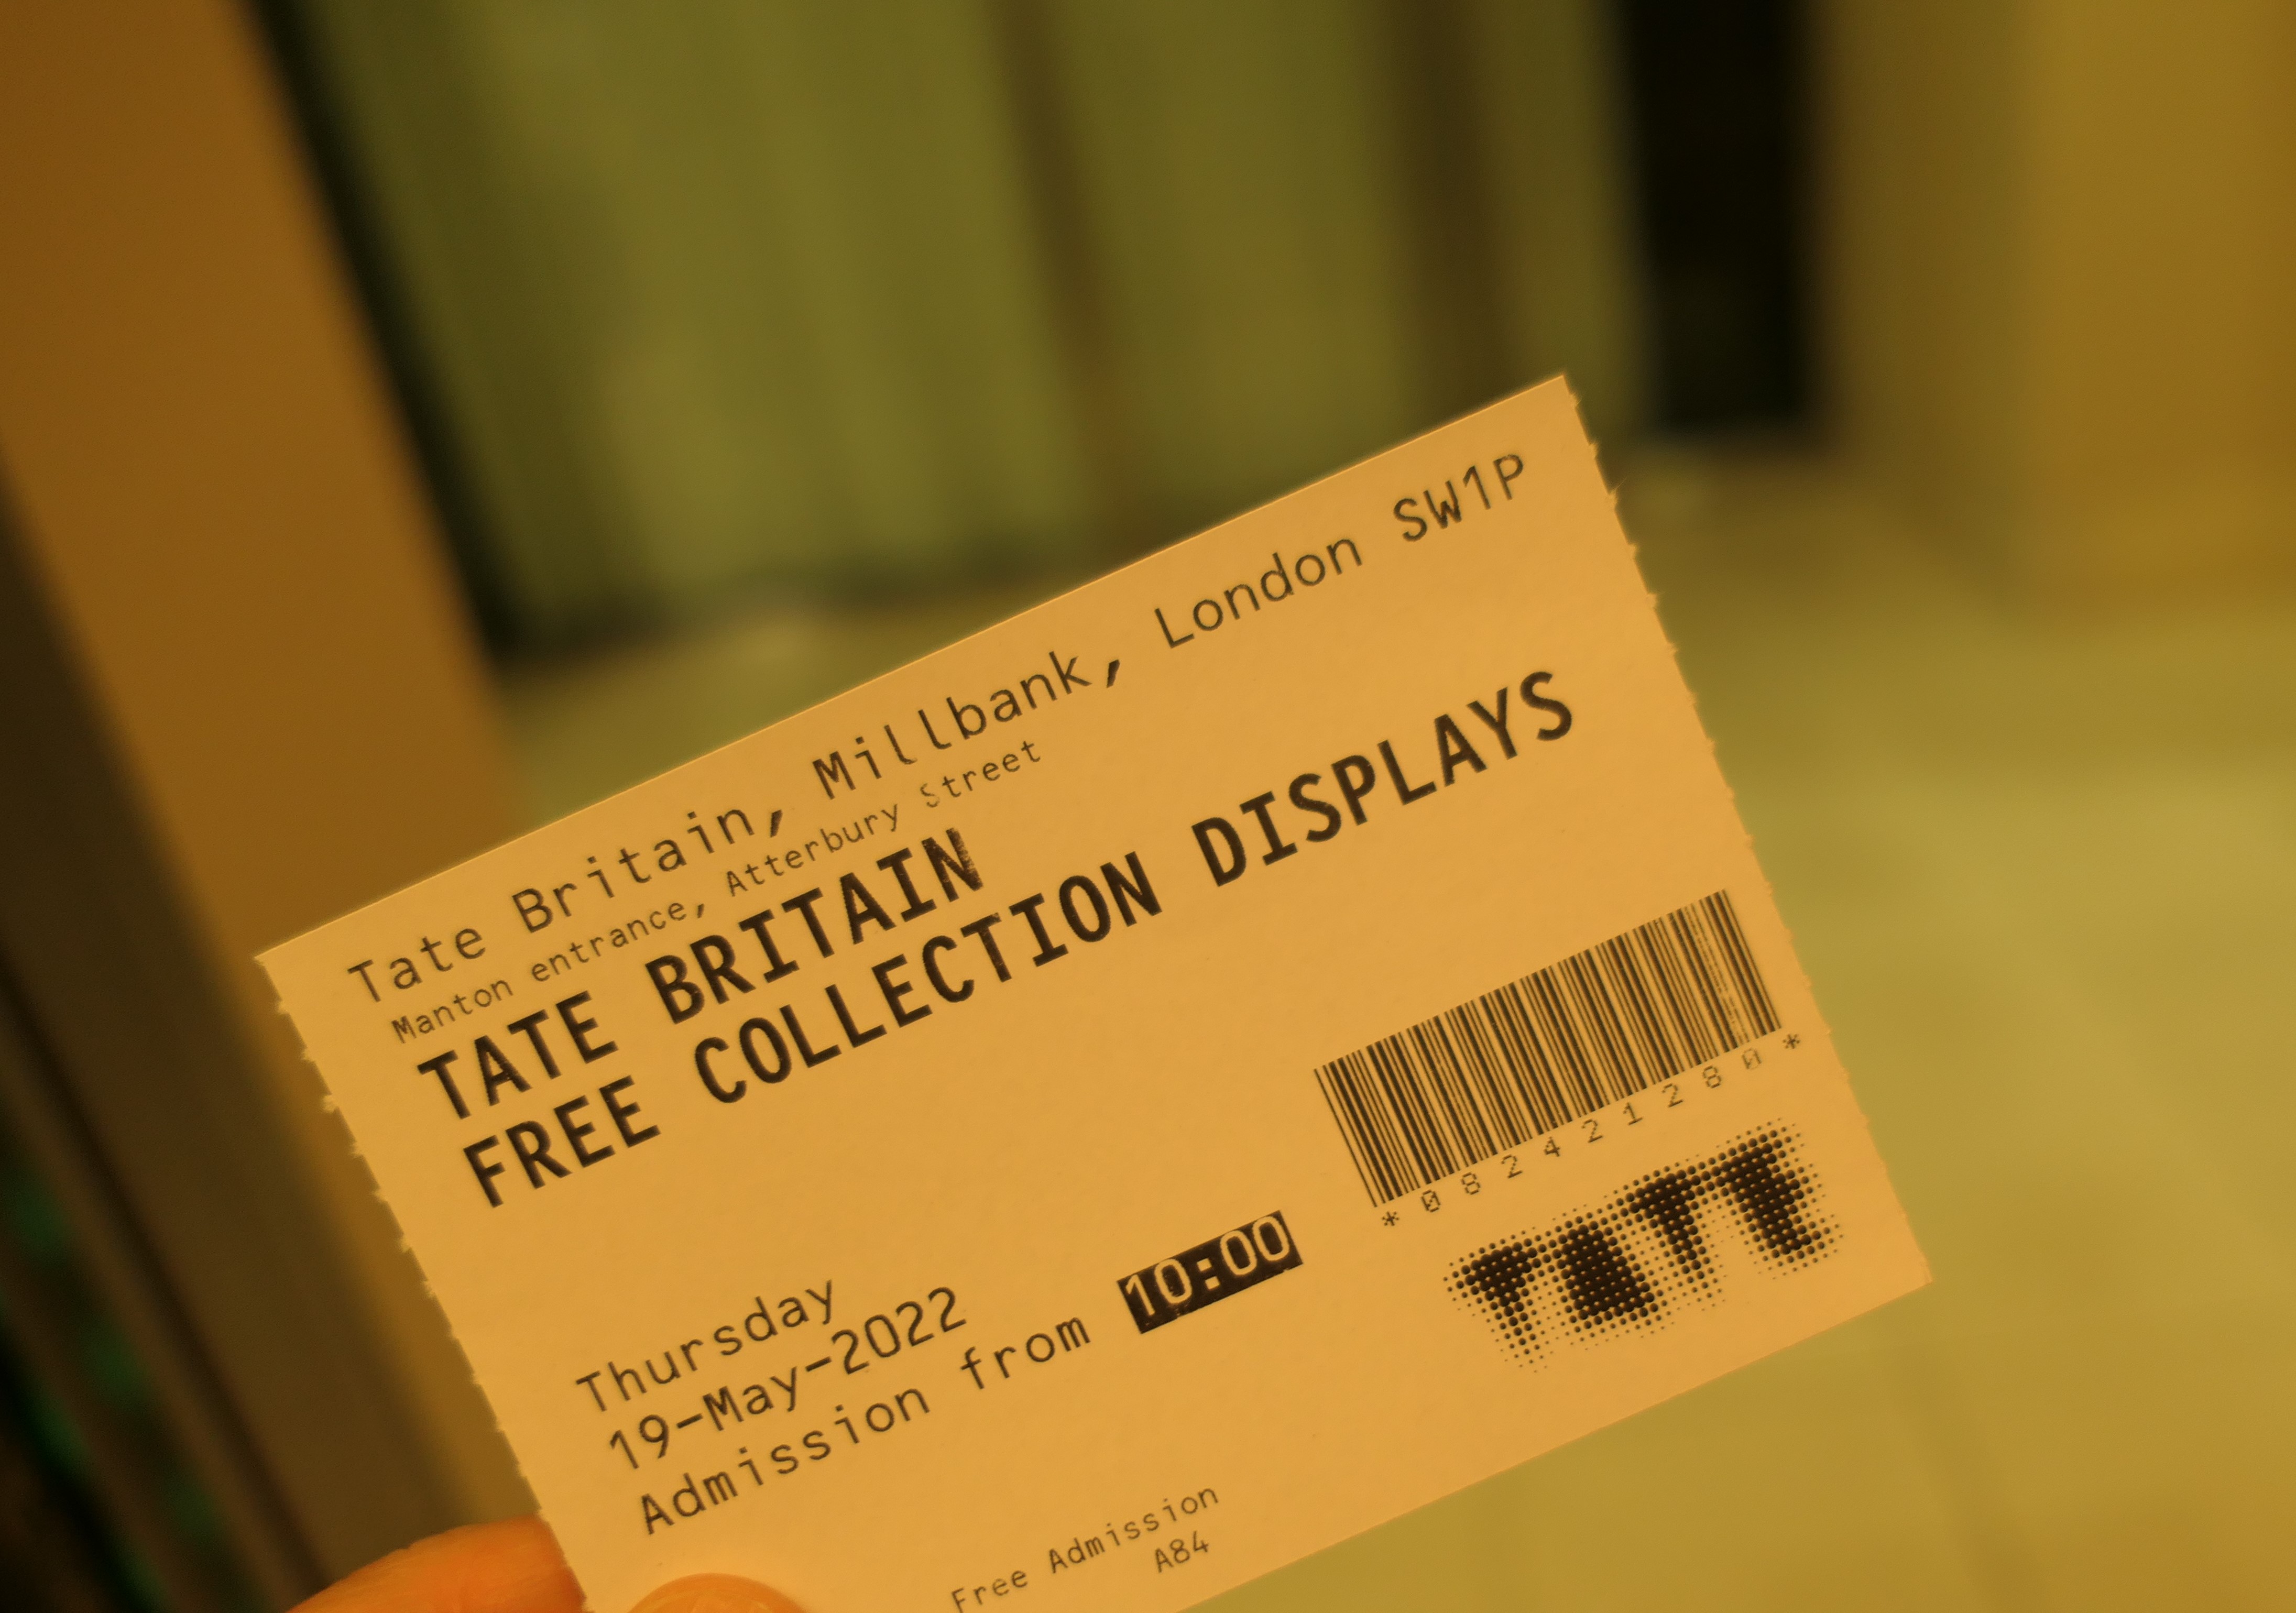 Tate Britain, Millbank, London SW1P
Manton entrance, Atterbury Street
TATE BRITAIN
FREE COLLECTION DISPLAYS
*082421280*
Thursday
19-May-2022
Admission from 10:00
TATE
Free Admission
A84